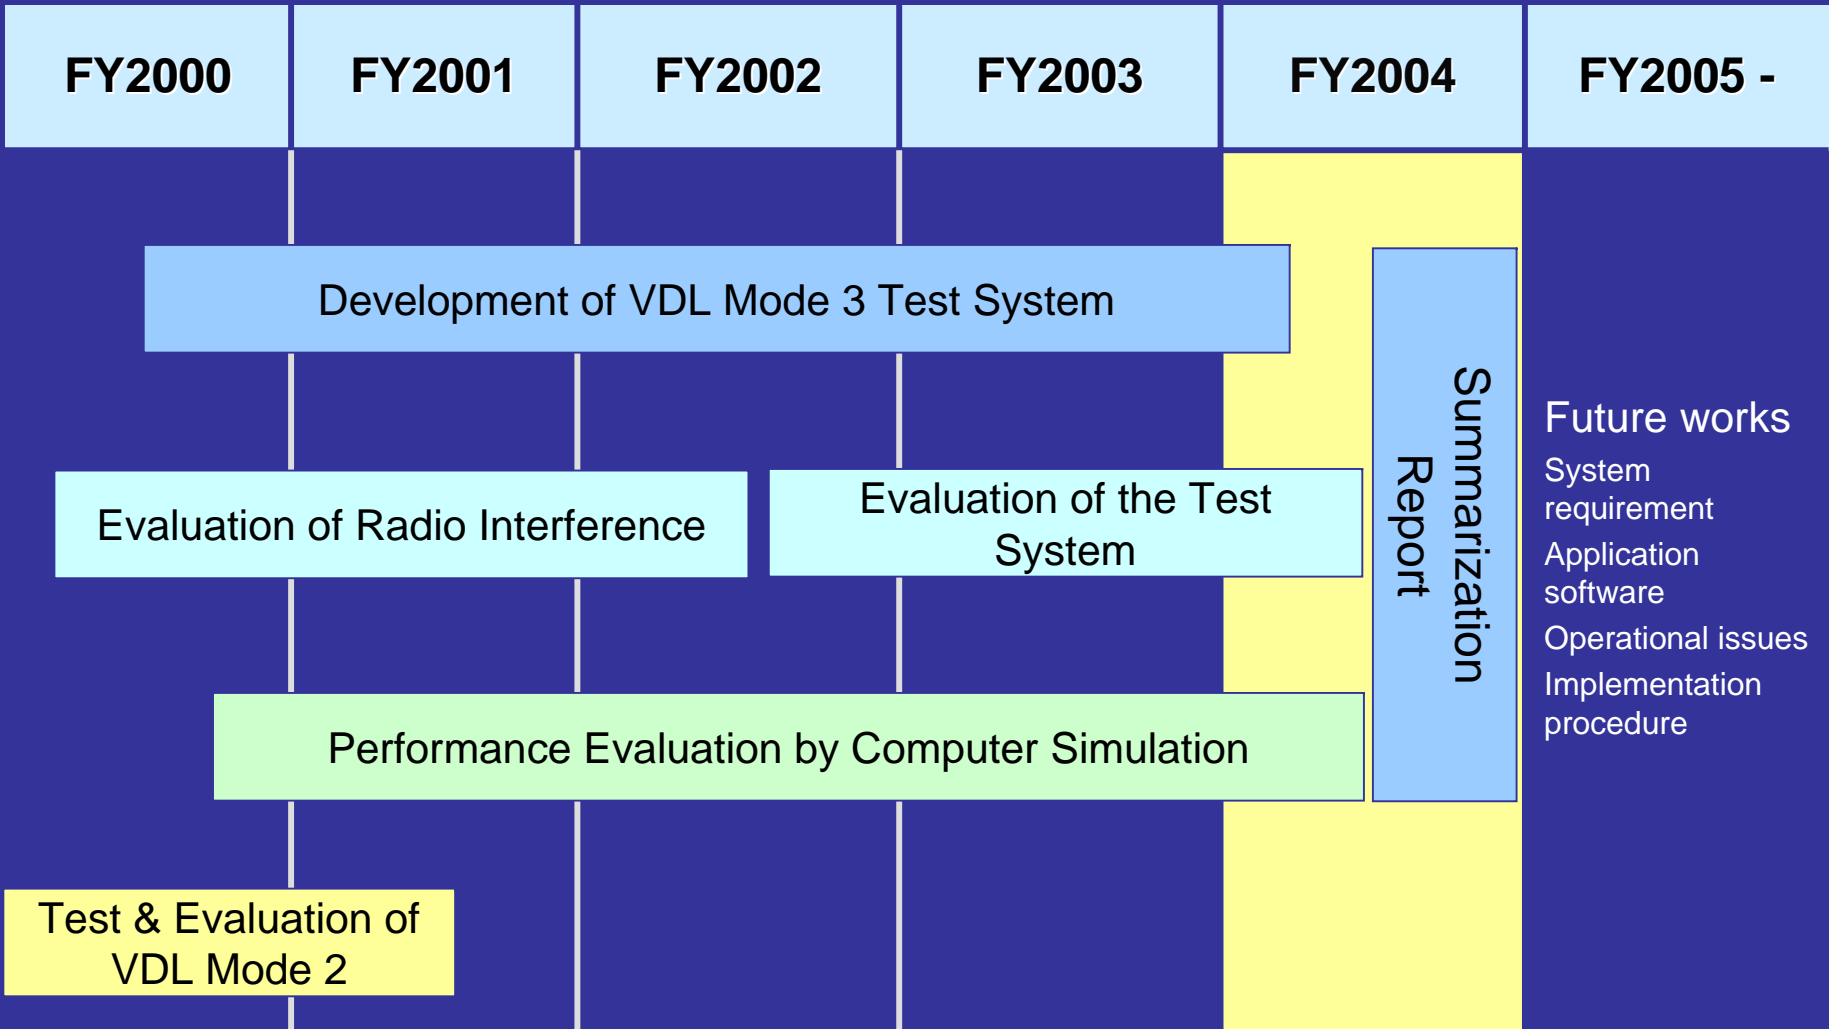 FY2000
FY2001
FY2002
FY2003
FY2004
FY2005 -
Development of VDL Mode 3 Test System
Evaluation of Radio Interference
Evaluation of the Test
System
Performance Evaluation by Computer Simulation
Test & Evaluation of
VDL Mode 2
Summarization
Report
Future works
System
requirement
Application
software
Operational issues
Implementation
procedure